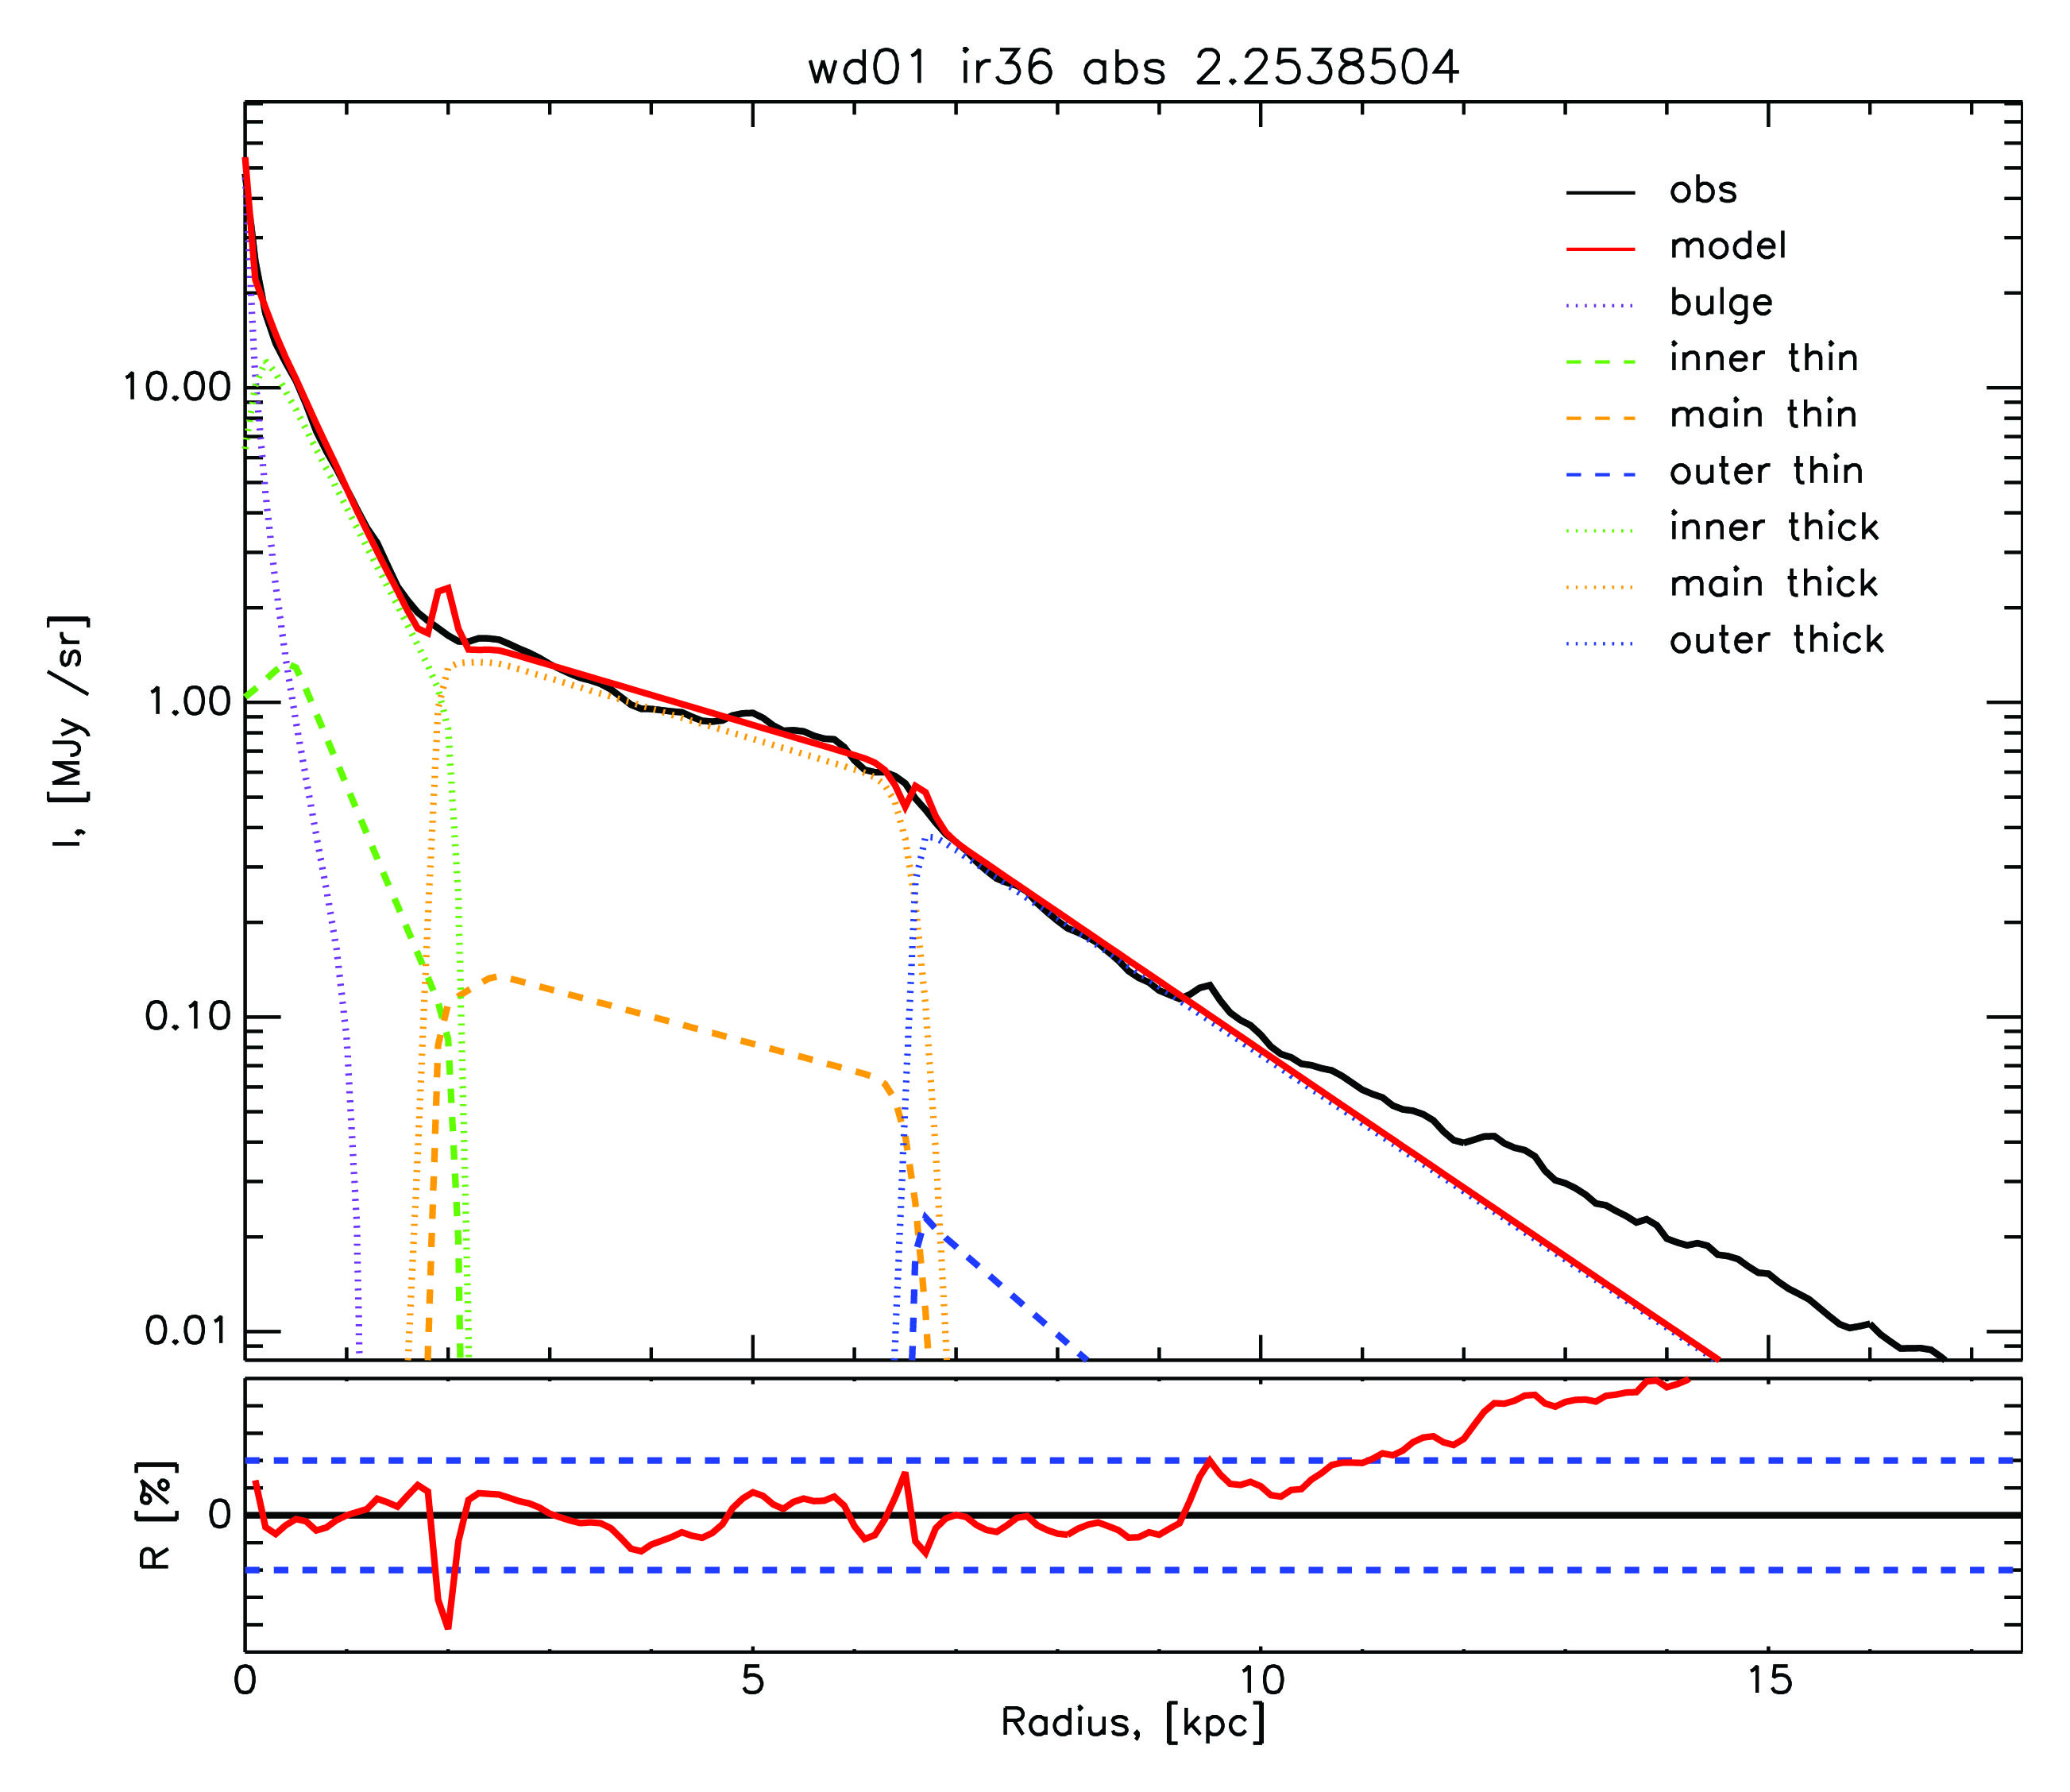 wd01 ir36 abs 2.2538504
obs
model
bulge
inner thin
main thin
outer thin
inner thick
main thick
outer thick
I, [MJy /sr]
10.00
1.00
0.10
0.01
R [%]
0
0 5 10 15
Radius, [kpc]